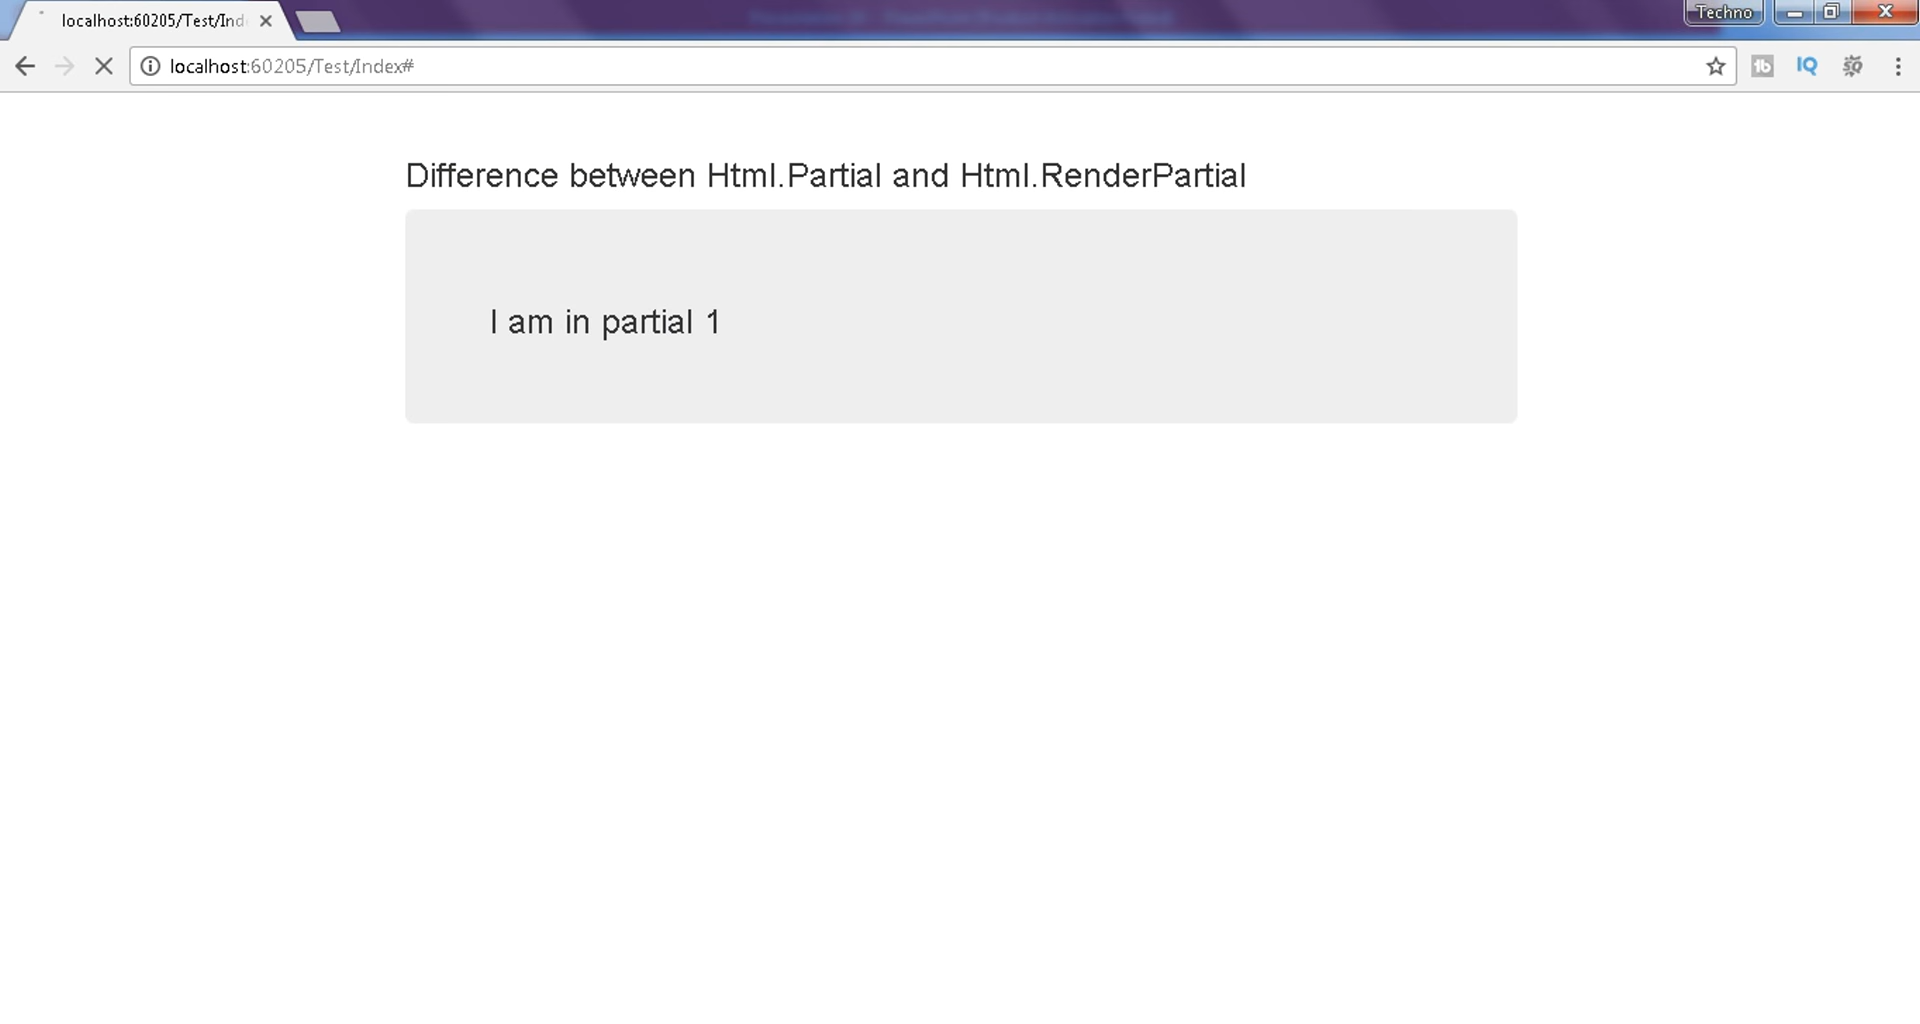 localhost:60205/Test/Ind
Techno
localhost:60205/Test/Index#
Difference between Html.Partial and Html.RenderPartial
I am in partial 1